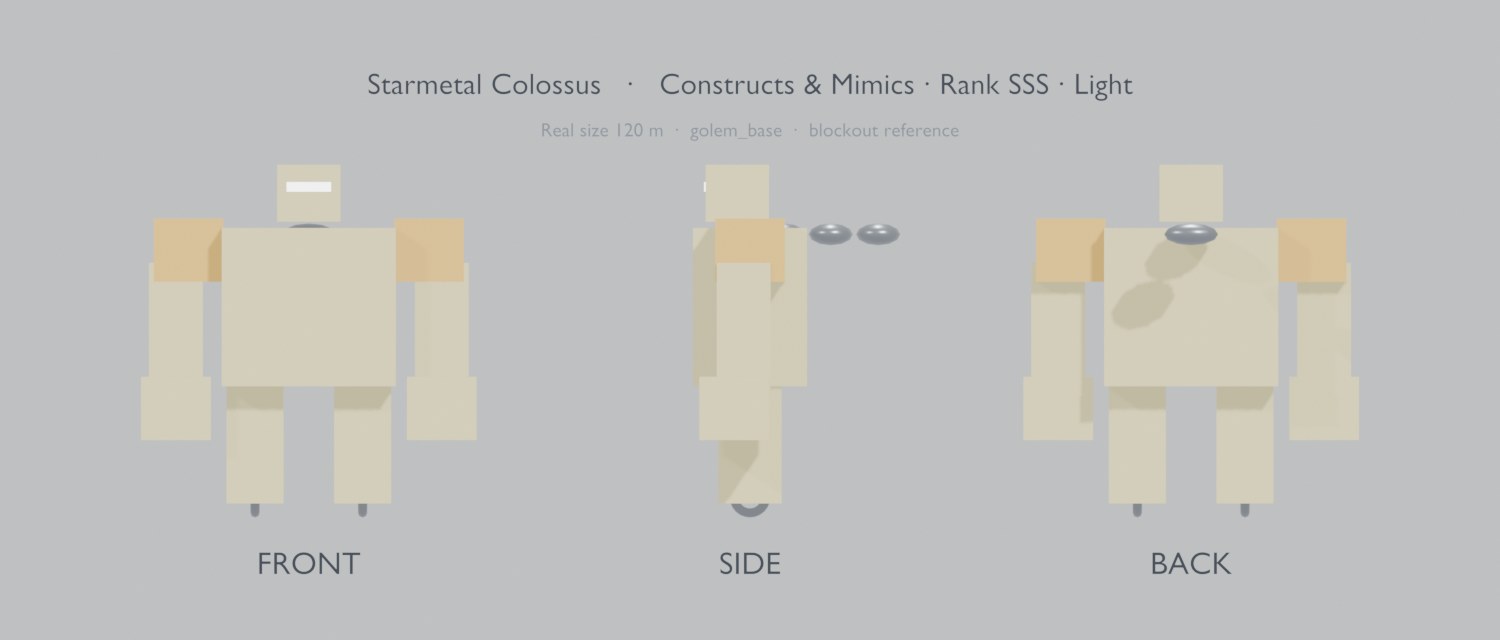 Starmetal Colossus · Constructs & Mimics · Rank SSS · Light
Real size 120 m · golem_base · blockout reference
FRONT
SIDE
BACK